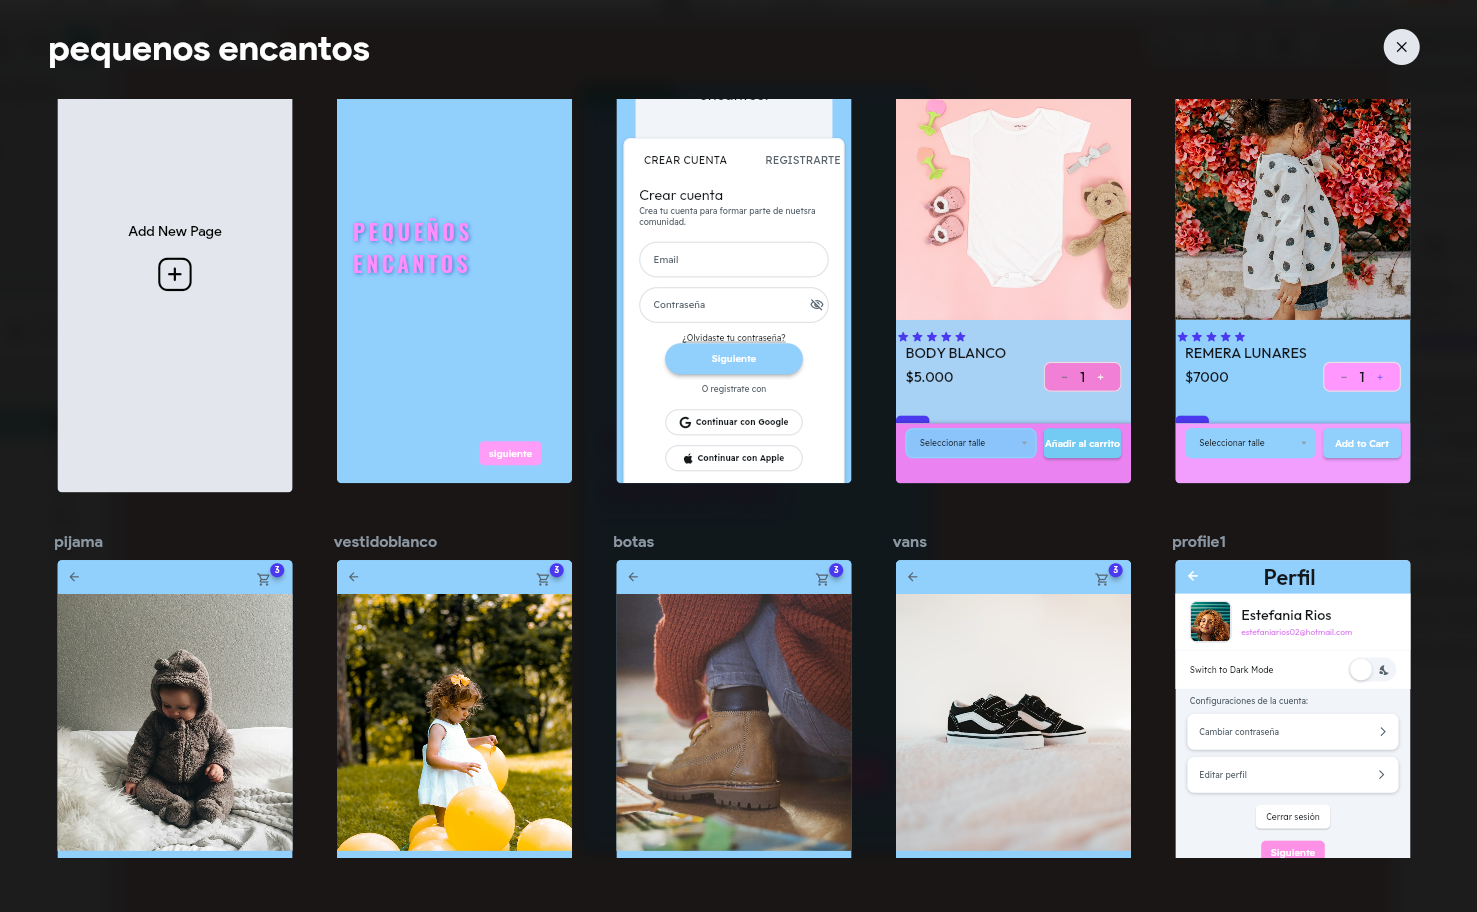 pequenos encantos
Add New Page
PEQUEÑOS
ENCANTOS
siguiente
CREAR CUENTA
REGISTRARTE
Crear cuenta
Crea tu cuenta para formar parte de nuetsra
comunidad.
Email
Contraseña
¿Olvidaste tu contraseña?
Siguiente
O registrate con
Continuar con Google
Continuar con Apple
BODY BLANCO
$5.000
− 1 +
Seleccionar talle
Añadir al carrito
REMERA LUNARES
$7000
− 1 +
Seleccionar talle
Add to Cart
pijama
3
vestidoblanco
3
botas
3
vans
3
profile1
Perfil
Estefania Rios
estefaniarios02@hotmail.com
Switch to Dark Mode
Configuraciones de la cuenta:
Cambiar contraseña
Editar perfil
Cerrar sesión
Siguiente